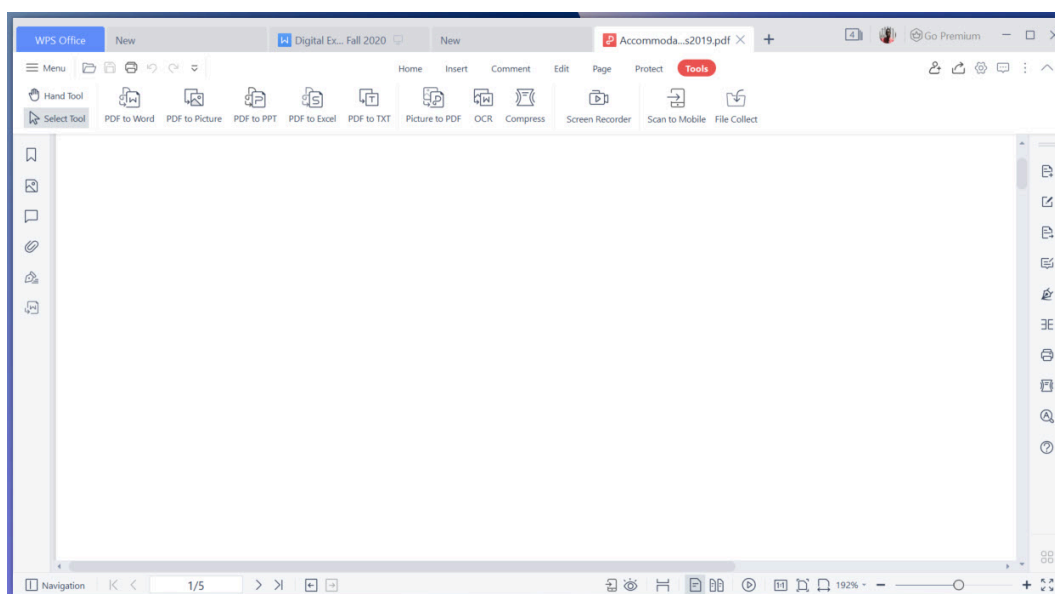 WPS Office New Digital Ex... Fall 2020 New Accommoda...s2019.pdf 4 Go Premium
Menu Home Insert Comment Edit Page Protect Tools
Hand Tool
Select Tool PDF to Word PDF to Picture PDF to PPT PDF to Excel PDF to TXT Picture to PDF OCR Compress Screen Recorder Scan to Mobile File Collect
Navigation 1/5 192%